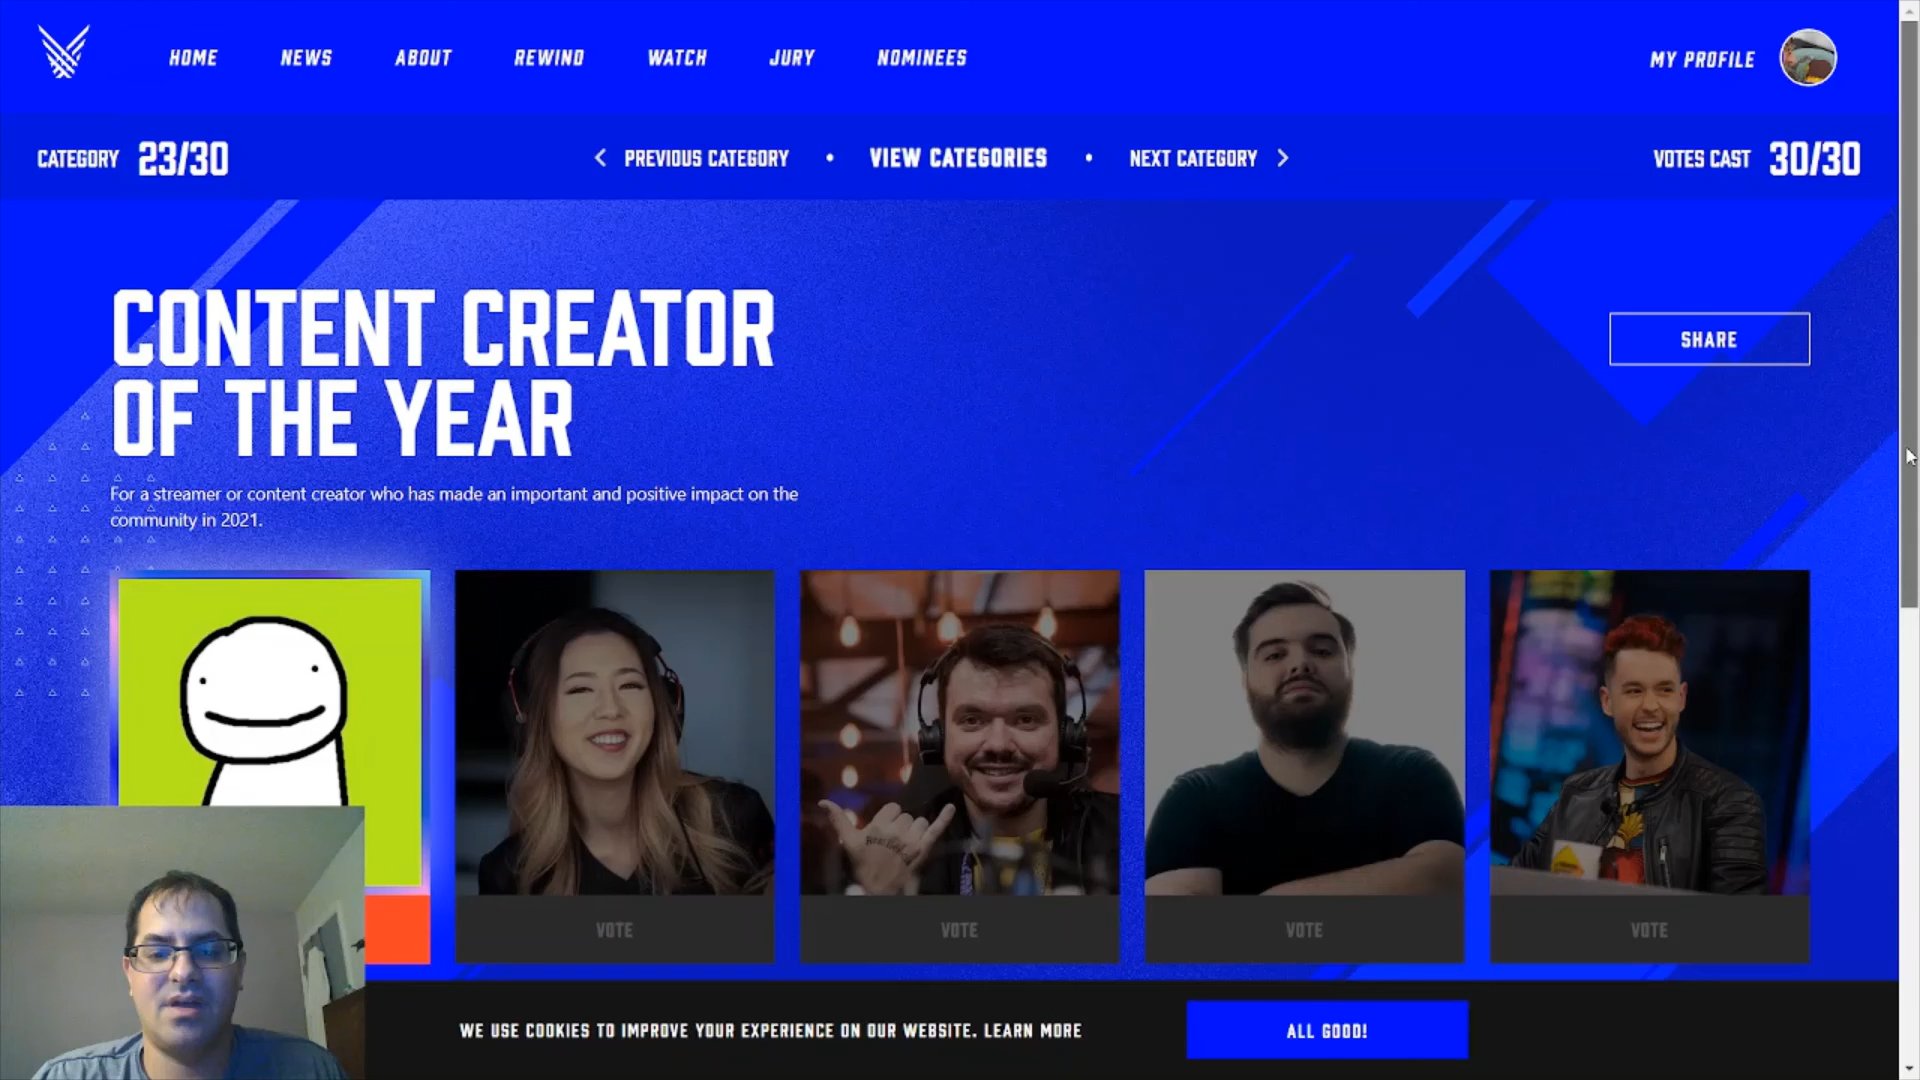 HOME NEWS ABOUT REWIND WATCH JURY NOMINEES MY PROFILE
CATEGORY 23/30 PREVIOUS CATEGORY • VIEW CATEGORIES • NEXT CATEGORY VOTES CAST 30/30
CONTENT CREATOR
OF THE YEAR
SHARE
For a streamer or content creator who has made an important and positive impact on the
community in 2021.
VOTE VOTE VOTE VOTE
WE USE COOKIES TO IMPROVE YOUR EXPERIENCE ON OUR WEBSITE. LEARN MORE ALL GOOD!